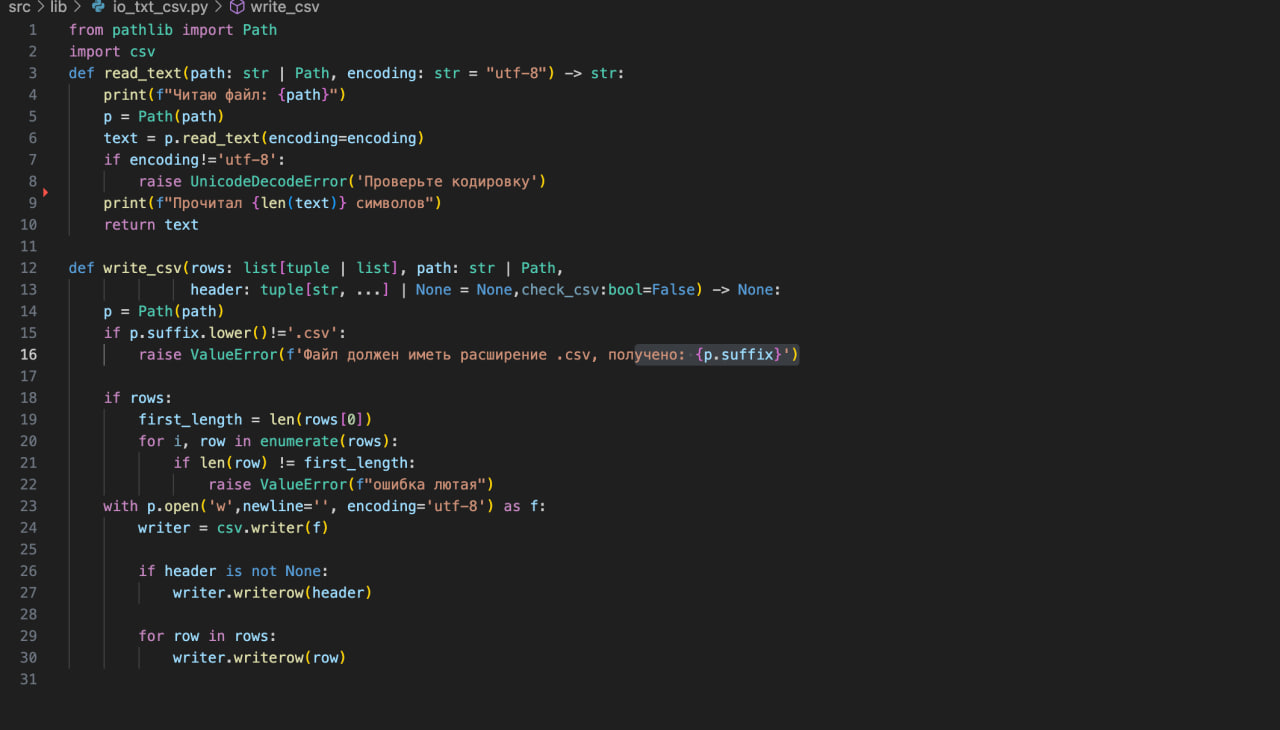 src > lib > io_txt_csv.py > write_csv
1 from pathlib import Path
2 import csv
3 def read_text(path: str | Path, encoding: str = "utf-8") -> str:
4     print(f"Читаю файл: {path}")
5     p = Path(path)
6     text = p.read_text(encoding=encoding)
7     if encoding!='utf-8':
8         raise UnicodeDecodeError('Проверьте кодировку')
9     print(f"Прочитал {len(text)} символов")
10     return text
11
12 def write_csv(rows: list[tuple | list], path: str | Path,
13               header: tuple[str, ...] | None = None,check_csv:bool=False) -> None:
14     p = Path(path)
15     if p.suffix.lower()!='.csv':
16         raise ValueError(f'Файл должен иметь расширение .csv, получено: {p.suffix}')
17
18     if rows:
19         first_length = len(rows[0])
20         for i, row in enumerate(rows):
21             if len(row) != first_length:
22                 raise ValueError(f"ошибка лютая")
23     with p.open('w',newline='', encoding='utf-8') as f:
24         writer = csv.writer(f)
25
26         if header is not None:
27             writer.writerow(header)
28
29         for row in rows:
30             writer.writerow(row)
31